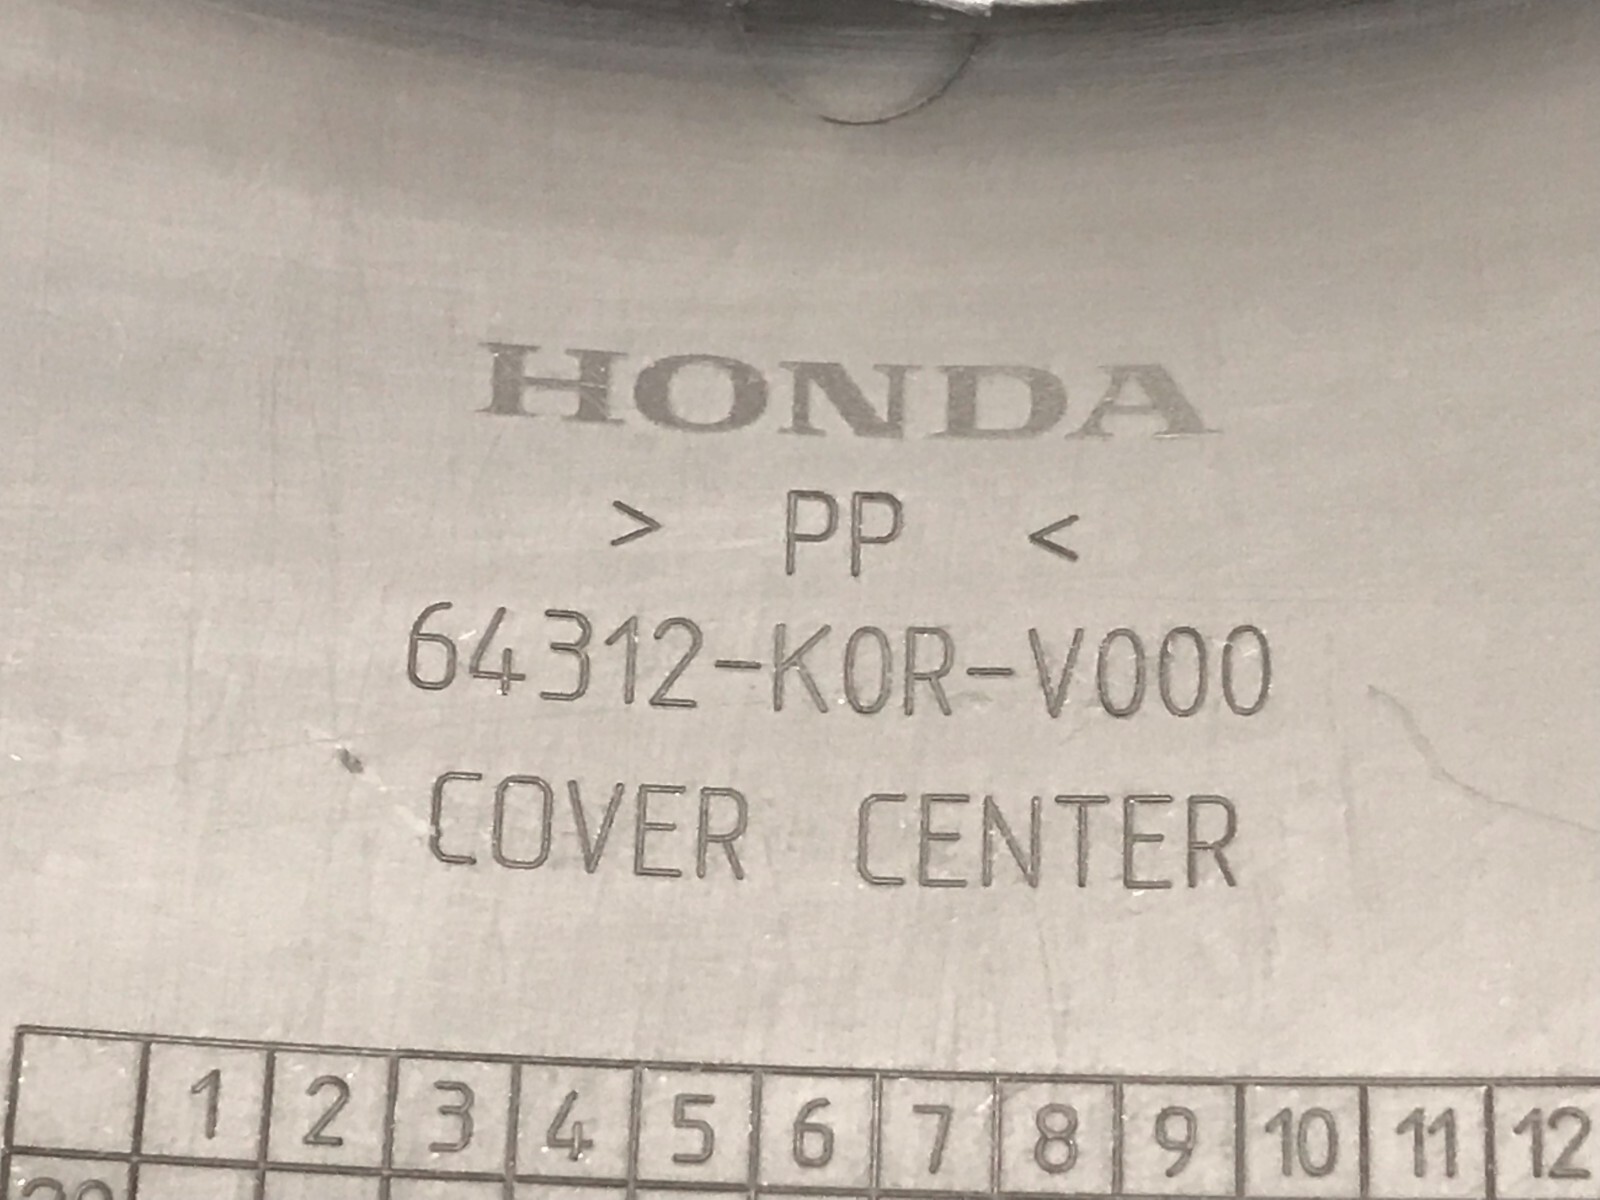 HONDA
> PP <
64312-K0R-V000
COVER CENTER
1 2 3 4 5 6 7 8 9 10 11 12